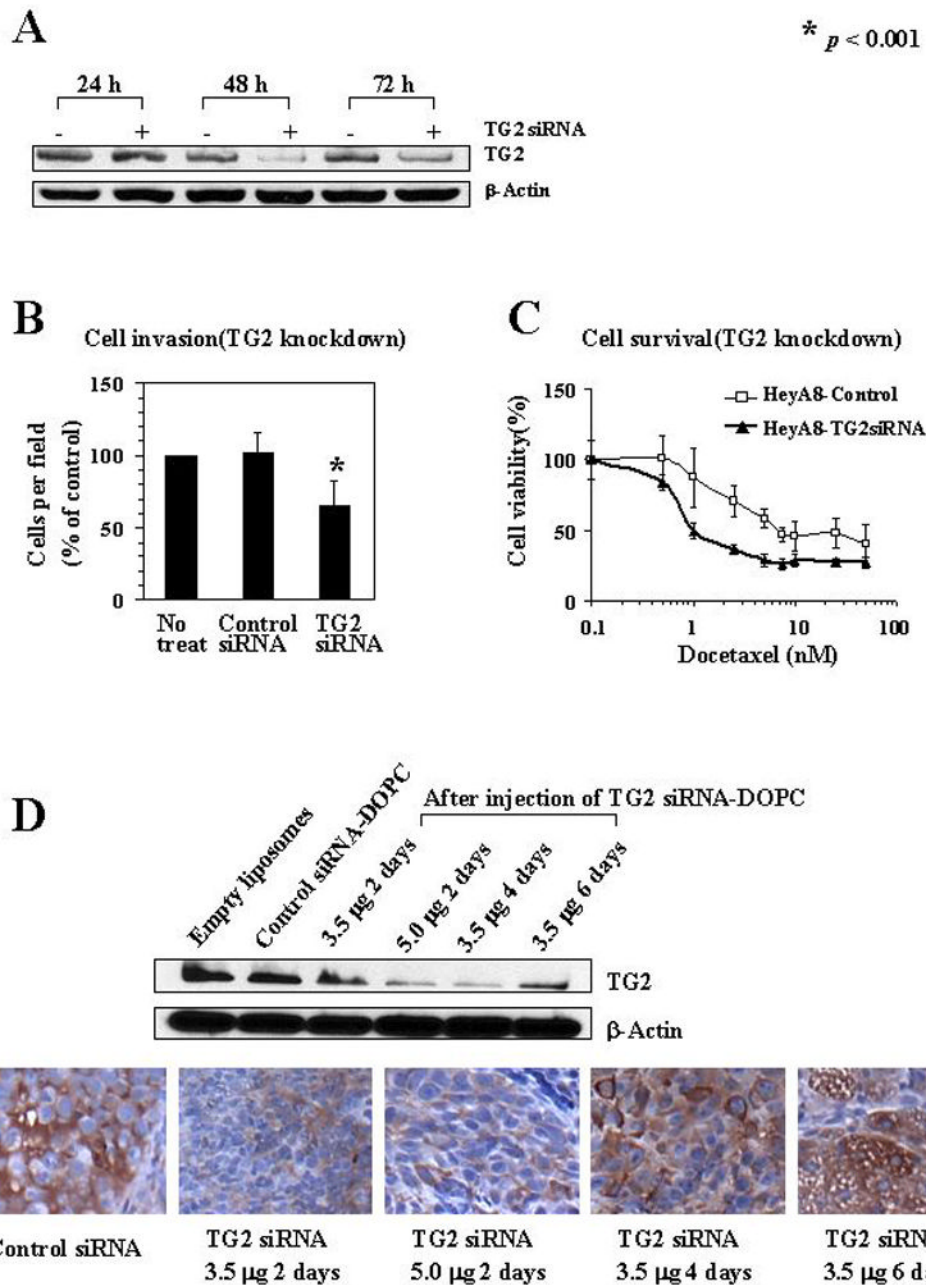 A
* p < 0.001
24 h 48 h 72 h
- + - + - + TG2 siRNA
TG2
β-Actin
B
Cell invasion(TG2 knockdown)
Cells per field
(% of control)
150
100
50
0
*
No treat
Control siRNA
TG2 siRNA
C
Cell survival(TG2 knockdown)
HeyA8-Control
HeyA8-TG2siRNA
Cell viability(%)
150
100
50
0
0.1 1 10 100
Docetaxel (nM)
D
After injection of TG2 siRNA-DOPC
Empty liposomes
Control siRNA-DOPC
3.5 µg 2 days
5.0 µg 2 days
3.5 µg 4 days
3.5 µg 6 days
TG2
β-Actin
Control siRNA
TG2 siRNA
3.5 µg 2 days
TG2 siRNA
5.0 µg 2 days
TG2 siRNA
3.5 µg 4 days
TG2
3.5 µg 6